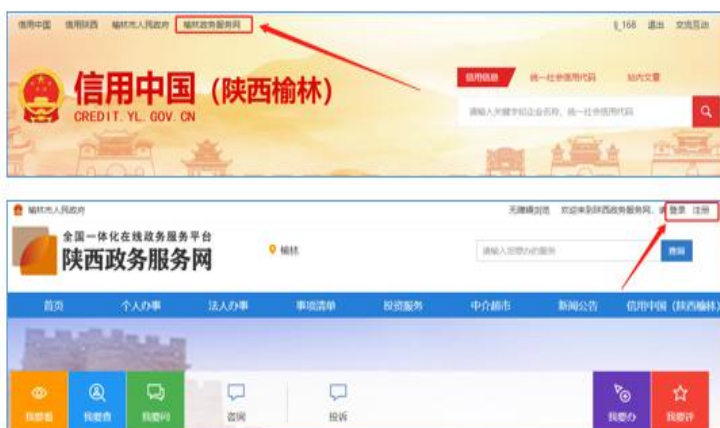 信用中国 信用陕西 榆林市人民政府 榆林政务服务网 lj_168 退出 交流互动
信用中国（陕西榆林）
CREDIT. YL. GOV. CN
信用信息 统一社会信用代码 站内文章
请输入关键字如企业名称，统一社会信用代码
榆林市人民政府 无障碍浏览 欢迎来到陕西政务服务网，请 登录 注册
全国一体化在线政务服务平台
陕西政务服务网
榆林 请输入您想办的服务 查询
首页 个人办事 法人办事 事项清单 投资服务 中介超市 新闻公告 信用中国（陕西榆林）
我要看 我要查 我要问 咨询 投诉 我要办 我要评